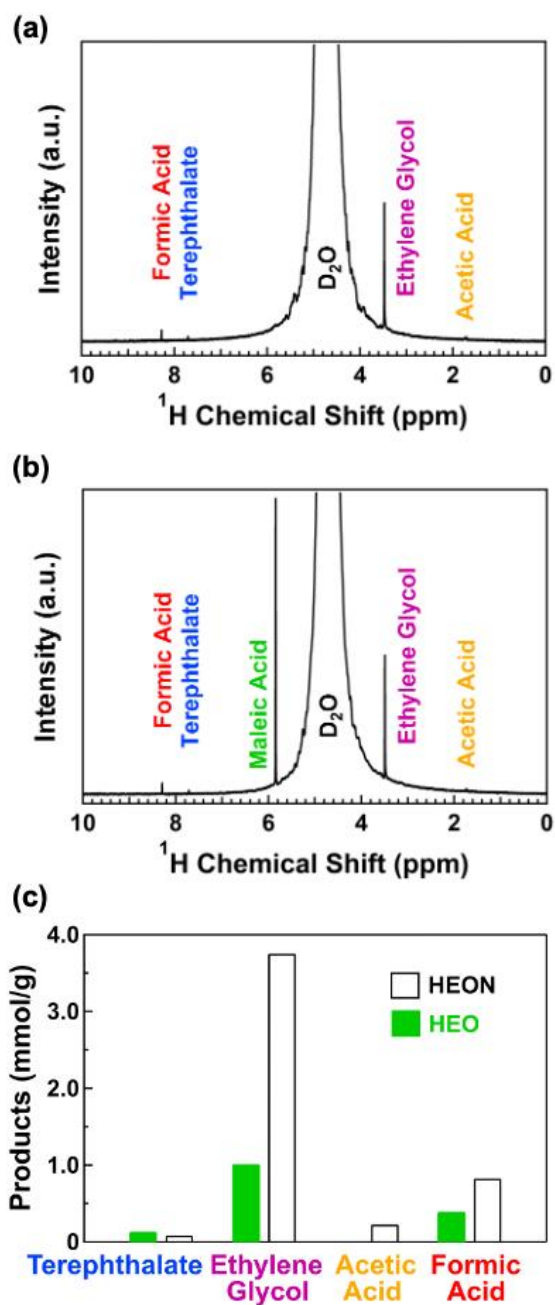 (a)
Intensity (a.u.)
Formic Acid
Terephthalate
D2O
Ethylene Glycol
Acetic Acid
10 8 6 4 2 0
1H Chemical Shift (ppm)
(b)
Intensity (a.u.)
Formic Acid
Terephthalate
Maleic Acid
D2O
Ethylene Glycol
Acetic Acid
10 8 6 4 2 0
1H Chemical Shift (ppm)
(c)
Products (mmol/g)
4.0
3.0
2.0
1.0
0
HEON
HEO
Terephthalate Ethylene Acetic Formic
Glycol Acid Acid